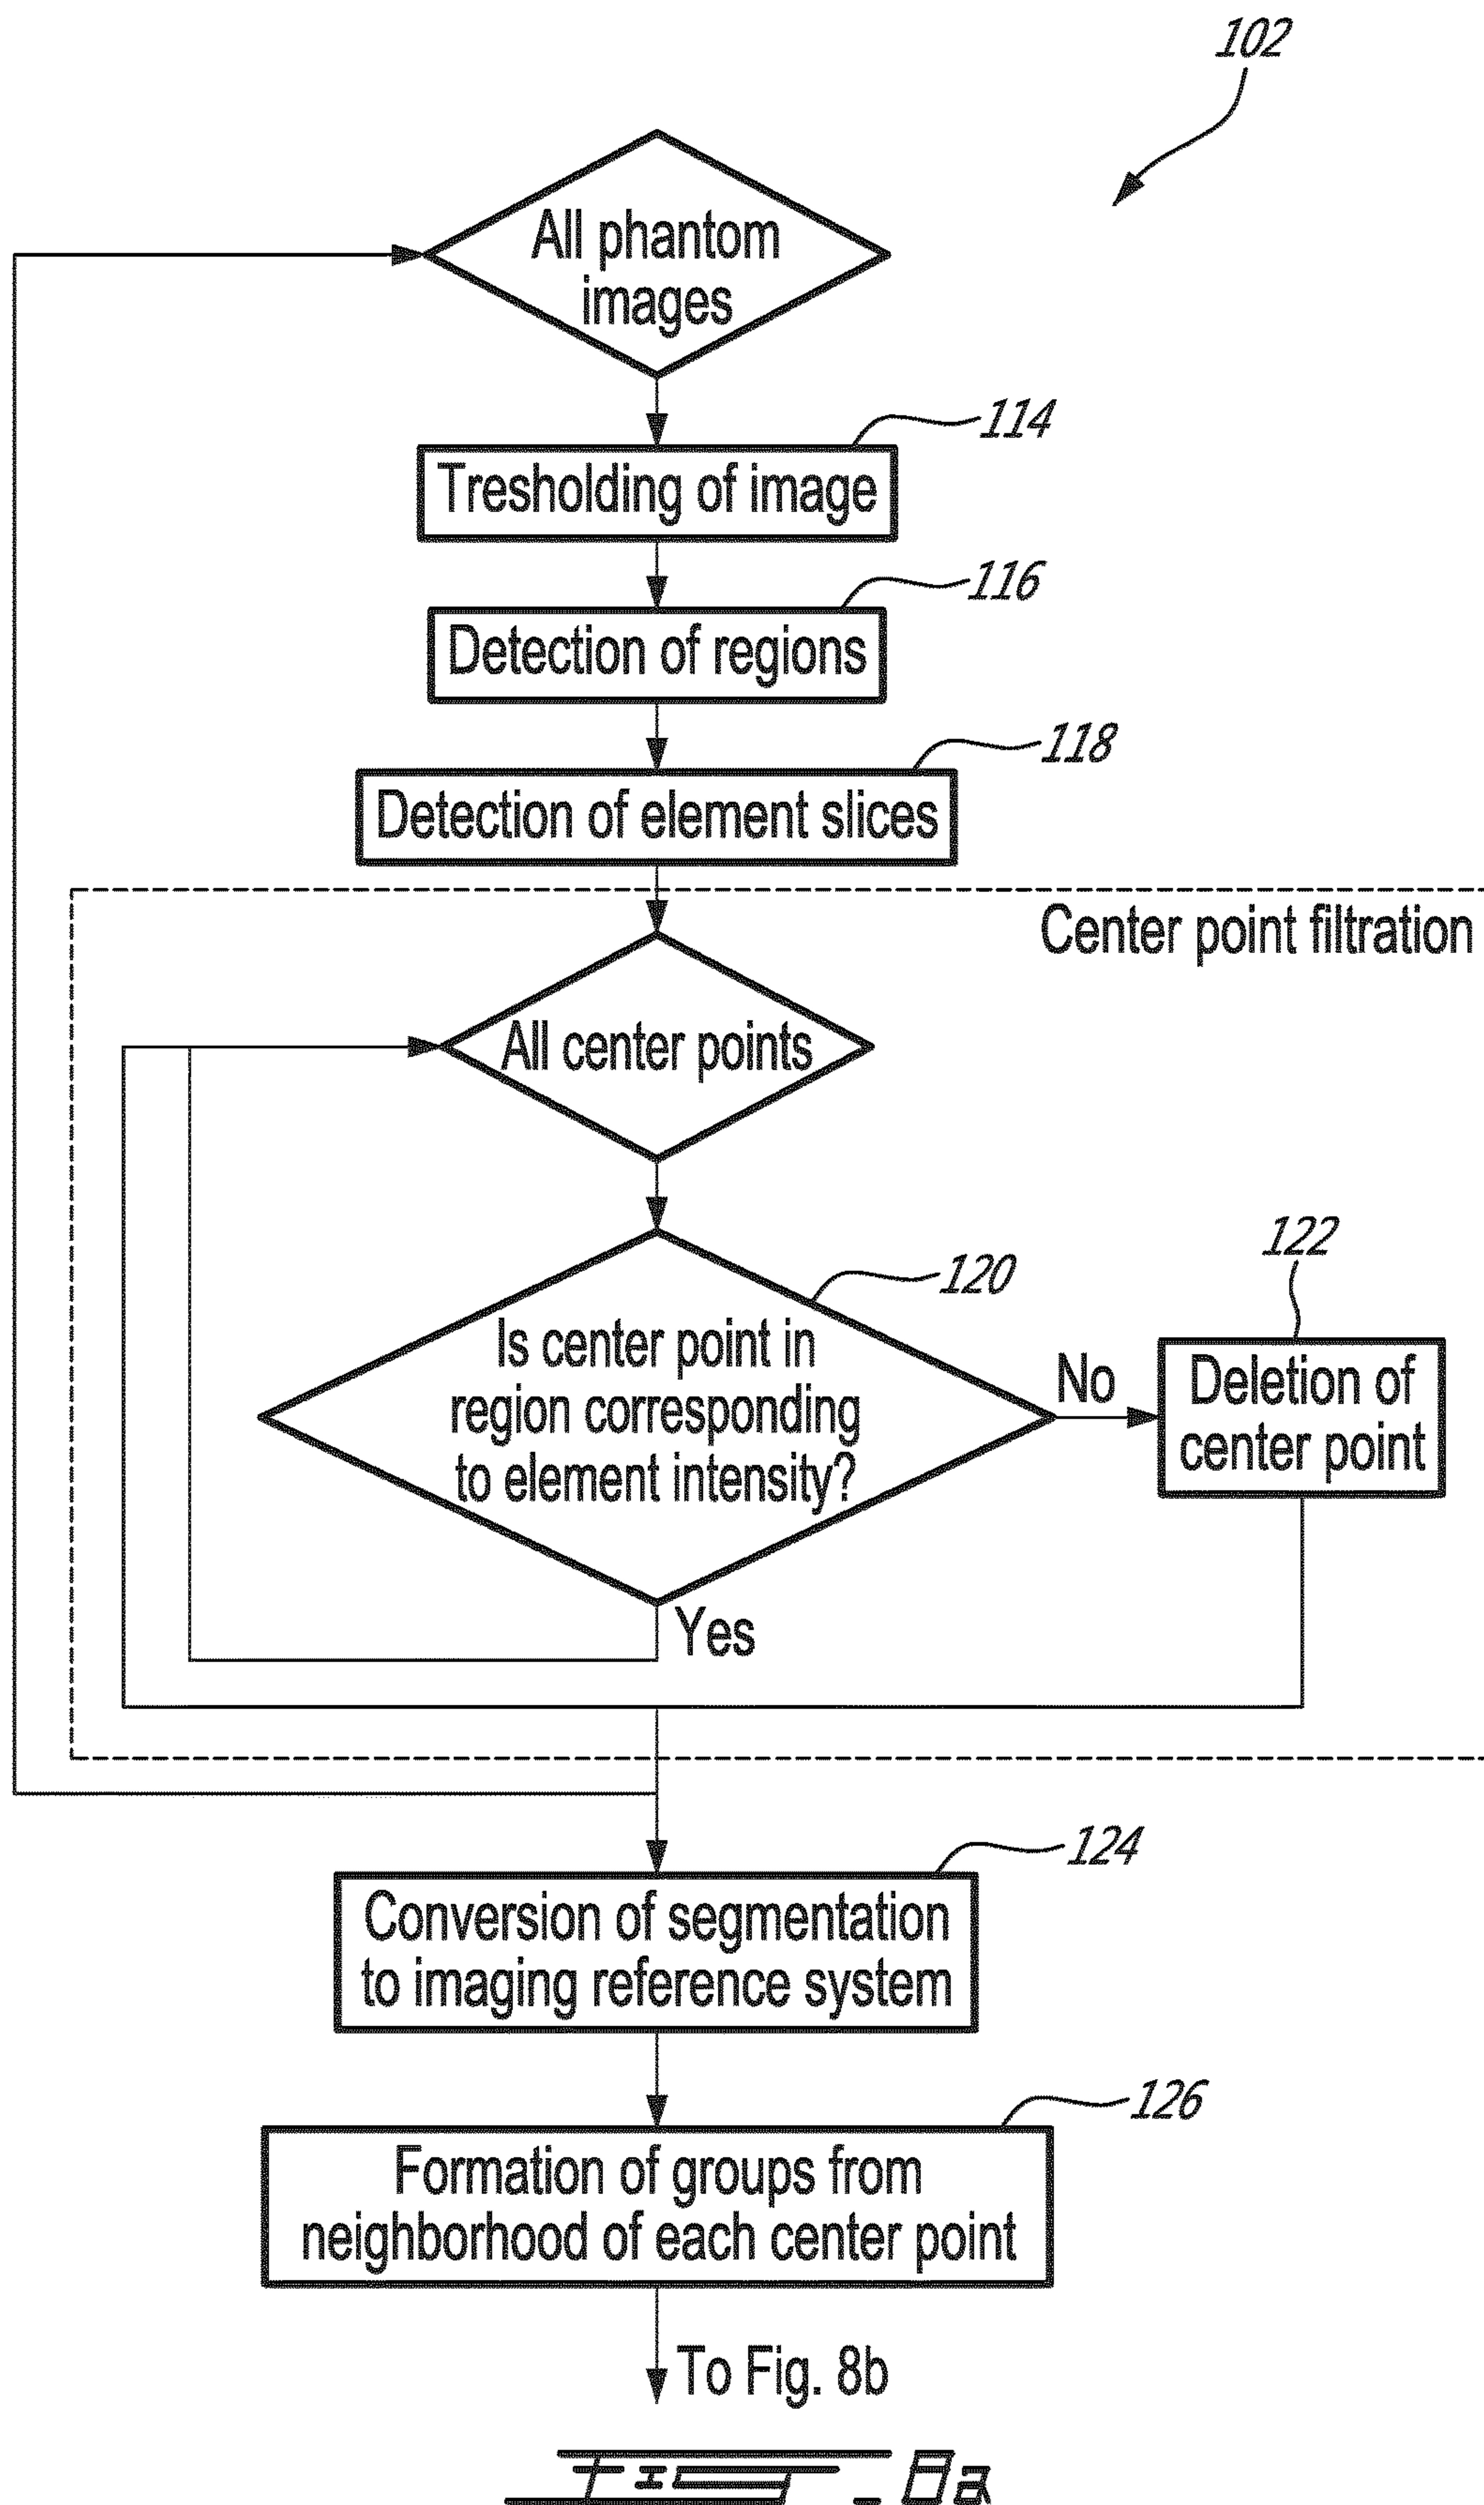 102
All phantom
images
114
Tresholding of image
116
Detection of regions
118
Detection of element slices
Center point filtration
All center points
120
122
Is center point in
region corresponding
to element intensity?
No
Deletion of
center point
Yes
124
Conversion of segmentation
to imaging reference system
126
Formation of groups from
neighborhood of each center point
To Fig. 8b
FIG_8a